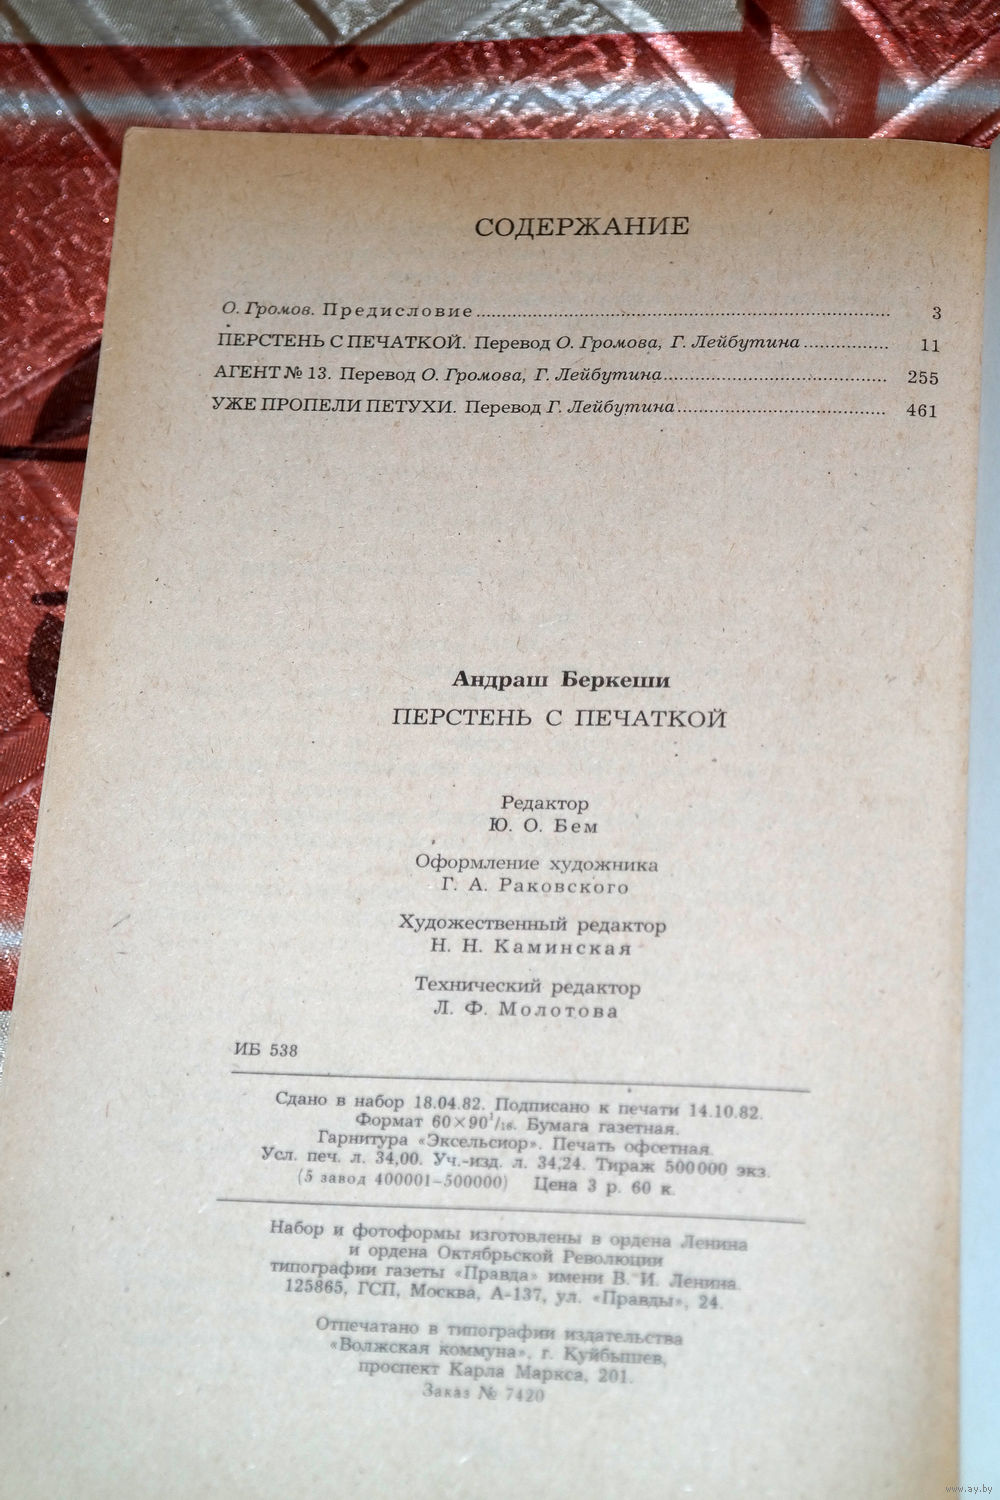 СОДЕРЖАНИЕ
О. Громов. Предисловие ........ 3
ПЕРСТЕНЬ С ПЕЧАТКОЙ. Перевод О. Громова, Г. Лейбутина ........ 11
АГЕНТ № 13. Перевод О. Громова, Г. Лейбутина ........ 255
УЖЕ ПРОПЕЛИ ПЕТУХИ. Перевод Г. Лейбутина ........ 461
Андраш Беркеши
ПЕРСТЕНЬ С ПЕЧАТКОЙ
Редактор
Ю. О. Бем
Оформление художника
Г. А. Раковского
Художественный редактор
Н. Н. Каминская
Технический редактор
Л. Ф. Молотова
ИБ 538
Сдано в набор 18.04.82. Подписано к печати 14.10.82.
Формат 60×90¹/₁₆. Бумага газетная.
Гарнитура «Эксельсиор». Печать офсетная.
Усл. печ. л. 34,00. Уч.-изд. л. 34,24. Тираж 500 000 экз.
(5 завод 400001–500000) Цена 3 р. 60 к.
Набор и фотоформы изготовлены в ордена Ленина
и ордена Октябрьской Революции
типографии газеты «Правда» имени В. И. Ленина.
125865, ГСП, Москва, А-137, ул. «Правды», 24.
Отпечатано в типографии издательства
«Волжская коммуна», г. Куйбышев,
проспект Карла Маркса, 201.
Заказ № 7420
www.ay.by